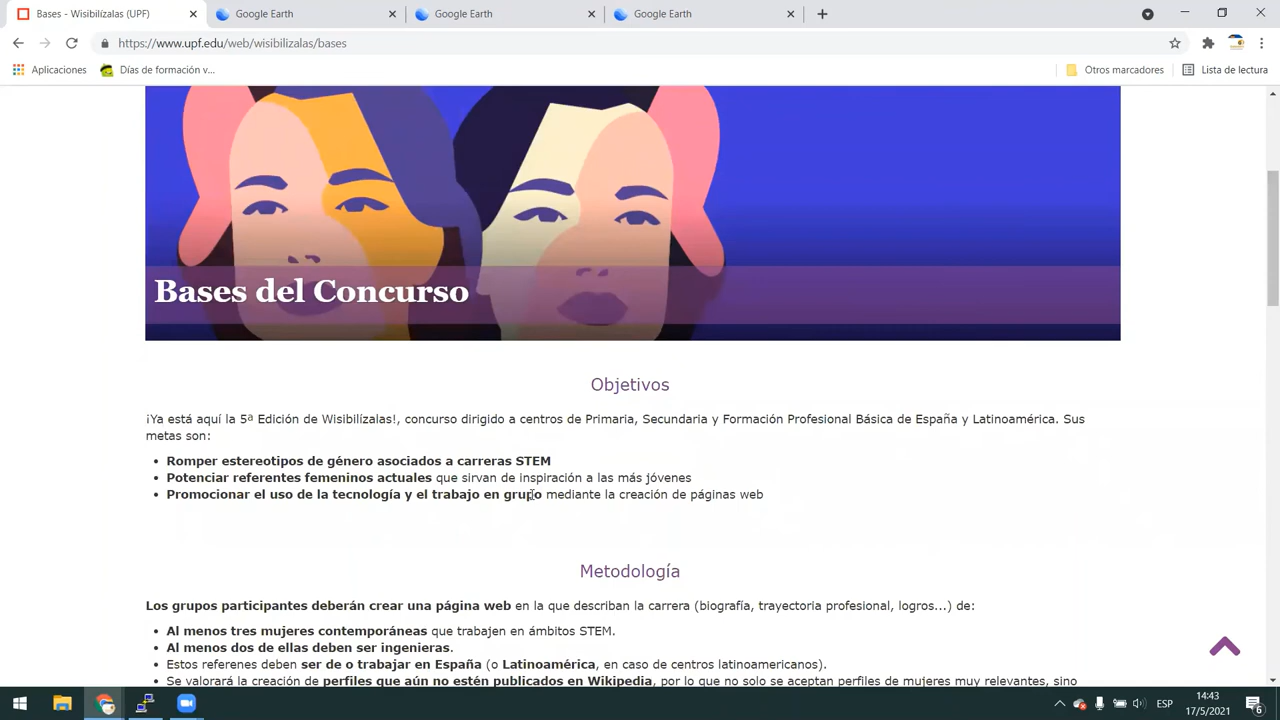 Bases - Wisibilízalas (UPF)
Google Earth
Google Earth
Google Earth
https://www.upf.edu/web/wisibilizalas/bases
Aplicaciones
Días de formación v...
Otros marcadores
Lista de lectura
Bases del Concurso
Objetivos
¡Ya está aquí la 5ª Edición de Wisibilízalas!, concurso dirigido a centros de Primaria, Secundaria y Formación Profesional Básica de España y Latinoamérica. Sus
metas son:
• Romper estereotipos de género asociados a carreras STEM
• Potenciar referentes femeninos actuales que sirvan de inspiración a las más jóvenes
• Promocionar el uso de la tecnología y el trabajo en grupo mediante la creación de páginas web
Metodología
Los grupos participantes deberán crear una página web en la que describan la carrera (biografía, trayectoria profesional, logros...) de:
• Al menos tres mujeres contemporáneas que trabajen en ámbitos STEM.
• Al menos dos de ellas deben ser ingenieras.
• Estos referenes deben ser de o trabajar en España (o Latinoamérica, en caso de centros latinoamericanos).
• Se valorará la creación de perfiles que aún no estén publicados en Wikipedia, por lo que no solo se aceptan perfiles de mujeres muy relevantes, sino
ESP
14:43
17/5/2021
6